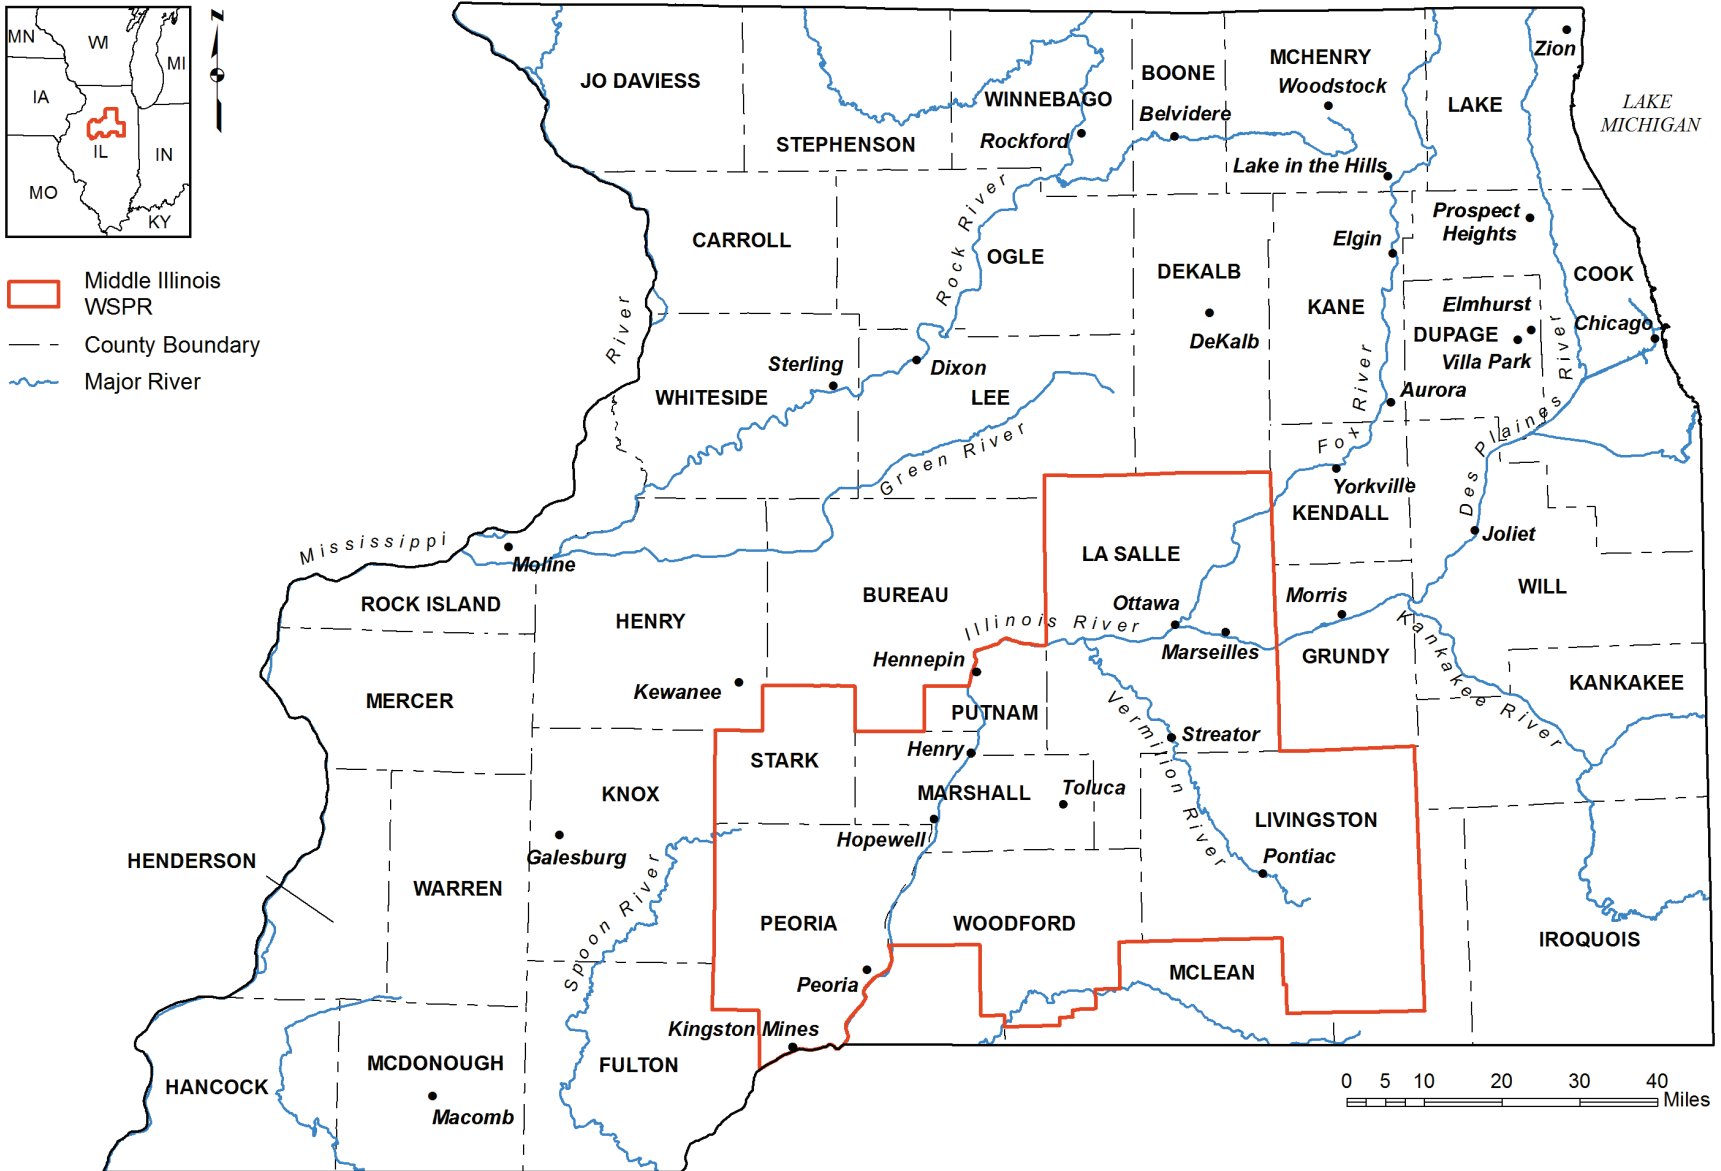 MN
WI
MI
IA
IL
IN
MO
KY
N
Middle Illinois
WSPR
County Boundary
Major River
JO DAVIESS
STEPHENSON
WINNEBAGO
Rockford
BOONE
Belvidere
MCHENRY
Woodstock
Lake in the Hills
LAKE
Zion
LAKE
MICHIGAN
CARROLL
OGLE
Rock River
DEKALB
DeKalb
KANE
Elgin
Prospect
Heights
COOK
Elmhurst
DUPAGE
Villa Park
Chicago
Aurora
River
WHITESIDE
Sterling
Dixon
LEE
Green River
Fox River
Des Plaines River
Yorkville
KENDALL
Joliet
WILL
Mississippi
Moline
ROCK ISLAND
HENRY
BUREAU
LA SALLE
Ottawa
Illinois River
Marseilles
Morris
GRUNDY
Kankakee River
KANKAKEE
MERCER
Kewanee
Hennepin
PUTNAM
Henry
Vermilion River
Streator
STARK
KNOX
MARSHALL
Toluca
Hopewell
LIVINGSTON
Pontiac
HENDERSON
WARREN
Galesburg
Spoon River
PEORIA
Peoria
WOODFORD
MCLEAN
IROQUOIS
Kingston Mines
HANCOCK
MCDONOUGH
Macomb
FULTON
0 5 10 20 30 40
Miles